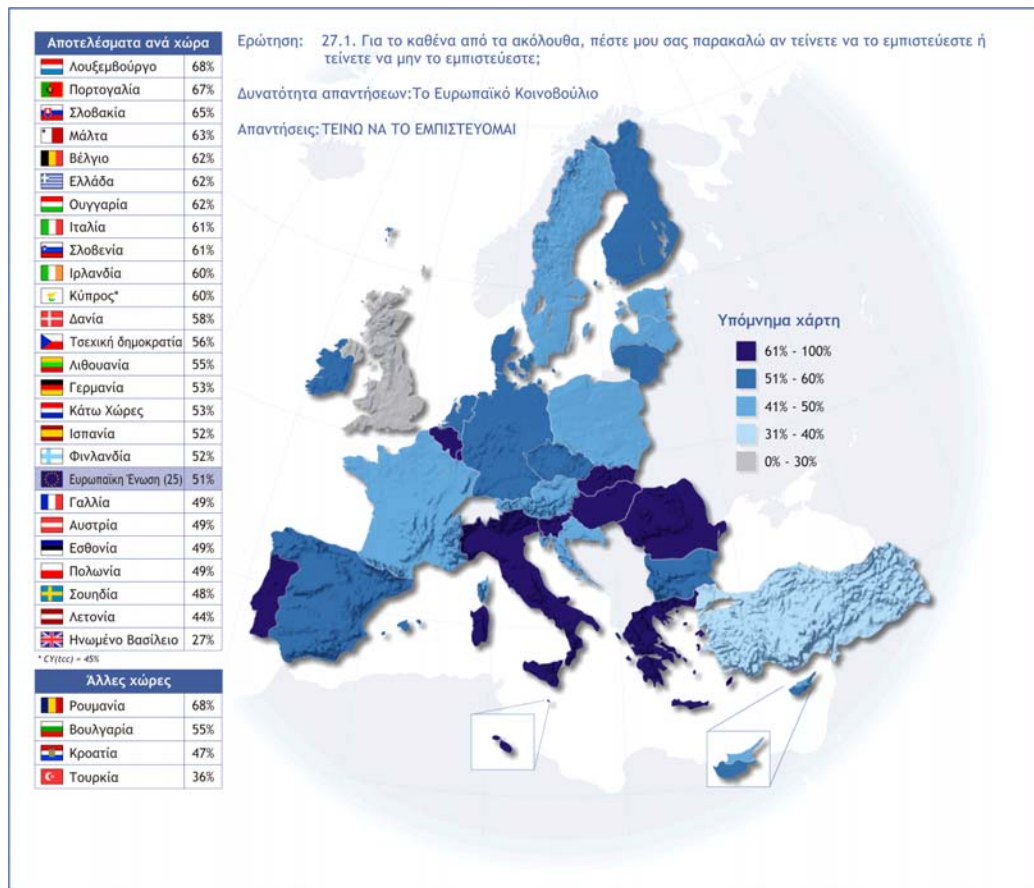 Αποτελέσματα ανά χώρα
Λουξεμβούργο 68%
Πορτογαλία 67%
Σλοβακία 65%
Μάλτα 63%
Βέλγιο 62%
Ελλάδα 62%
Ουγγαρία 62%
Ιταλία 61%
Σλοβενία 61%
Ιρλανδία 60%
Κύπρος* 60%
Δανία 58%
Τσεχική δημοκρατία 56%
Λιθουανία 55%
Γερμανία 53%
Κάτω Χώρες 53%
Ισπανία 52%
Φινλανδία 52%
Ευρωπαϊκη Ένωση (25) 51%
Γαλλία 49%
Αυστρία 49%
Εσθονία 49%
Πολωνία 49%
Σουηδία 48%
Λετονία 44%
Ηνωμένο Βασίλειο 27%
* CY(tcc) = 45%
Άλλες χώρες
Ρουμανία 68%
Βουλγαρία 55%
Κροατία 47%
Τουρκία 36%
Ερώτηση: 27.1. Για το καθένα από τα ακόλουθα, πέστε μου σας παρακαλώ αν τείνετε να το εμπιστεύεστε ή
τείνετε να μην το εμπιστεύεστε;
Δυνατότητα απαντήσεων: Το Ευρωπαϊκό Κοινοβούλιο
Απαντήσεις: ΤΕΙΝΩ ΝΑ ΤΟ ΕΜΠΙΣΤΕΥΟΜΑΙ
Υπόμνημα χάρτη
61% - 100%
51% - 60%
41% - 50%
31% - 40%
0% - 30%